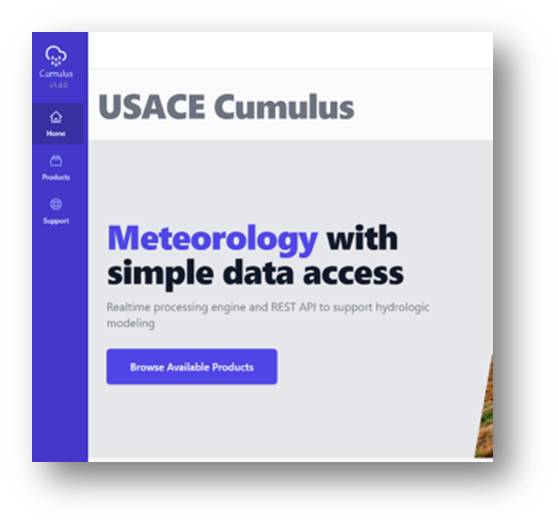 Cumulus
v1.6.0
Home
Products
Support
USACE Cumulus
Meteorology with
simple data access
Realtime processing engine and REST API to support hydrologic
modeling
Browse Available Products